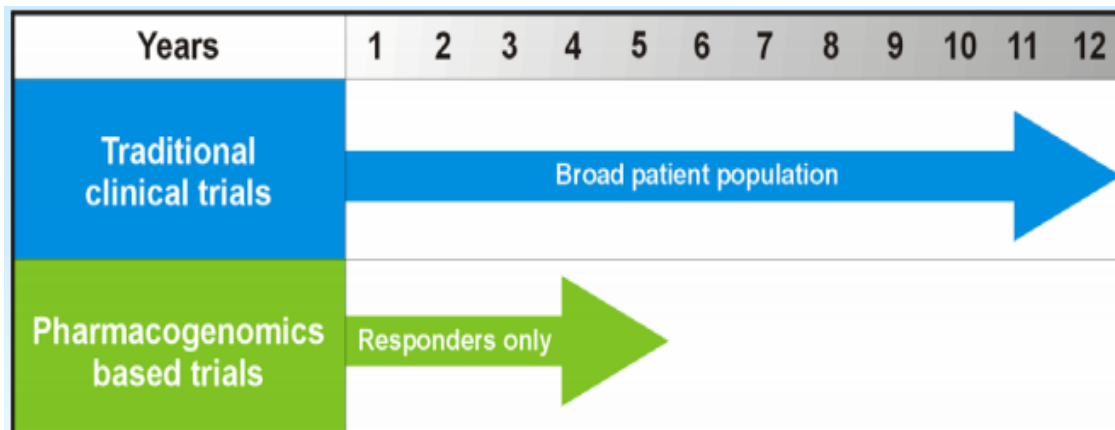 Years 1 2 3 4 5 6 7 8 9 10 11 12
Traditional
clinical trials
Broad patient population
Pharmacogenomics
based trials
Responders only